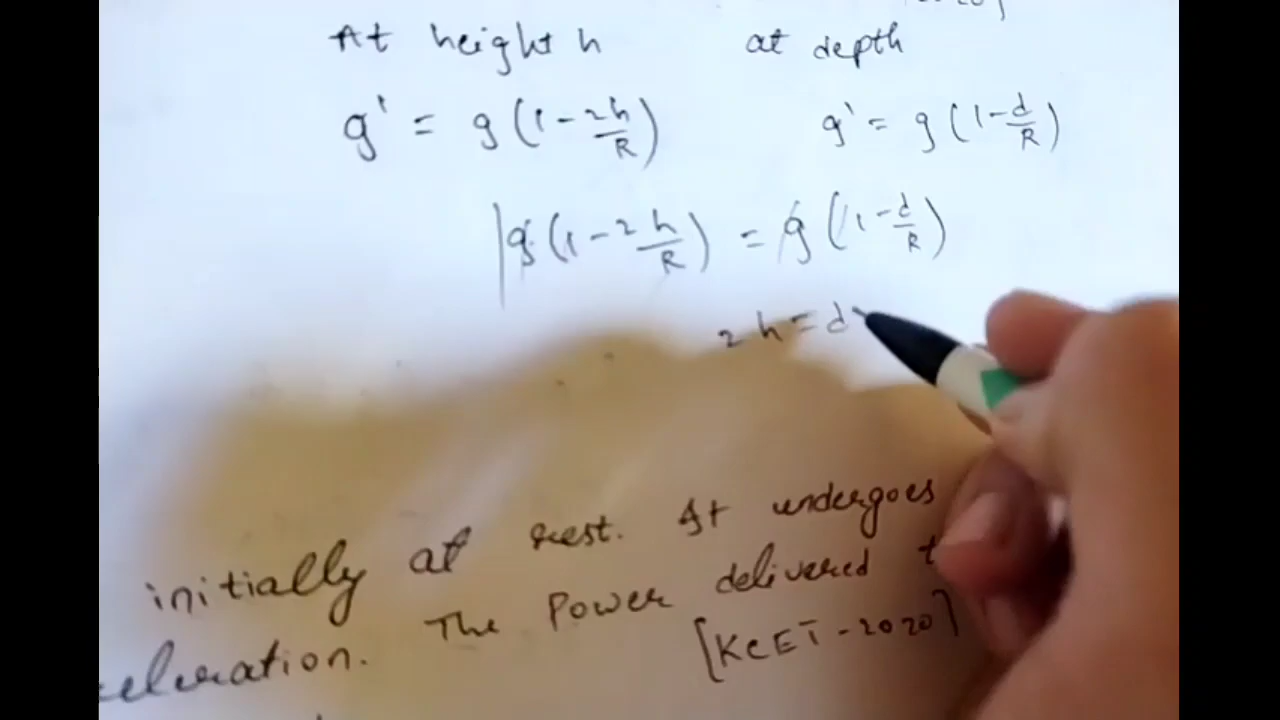 At height h at depth
g' = g(1 - 2h/R) g' = g(1 - d/R)
g(1 - 2h/R) = g(1 - d/R)
2h = d
initially at rest. It undergoes
The Power delivered
[KCET - 2020]